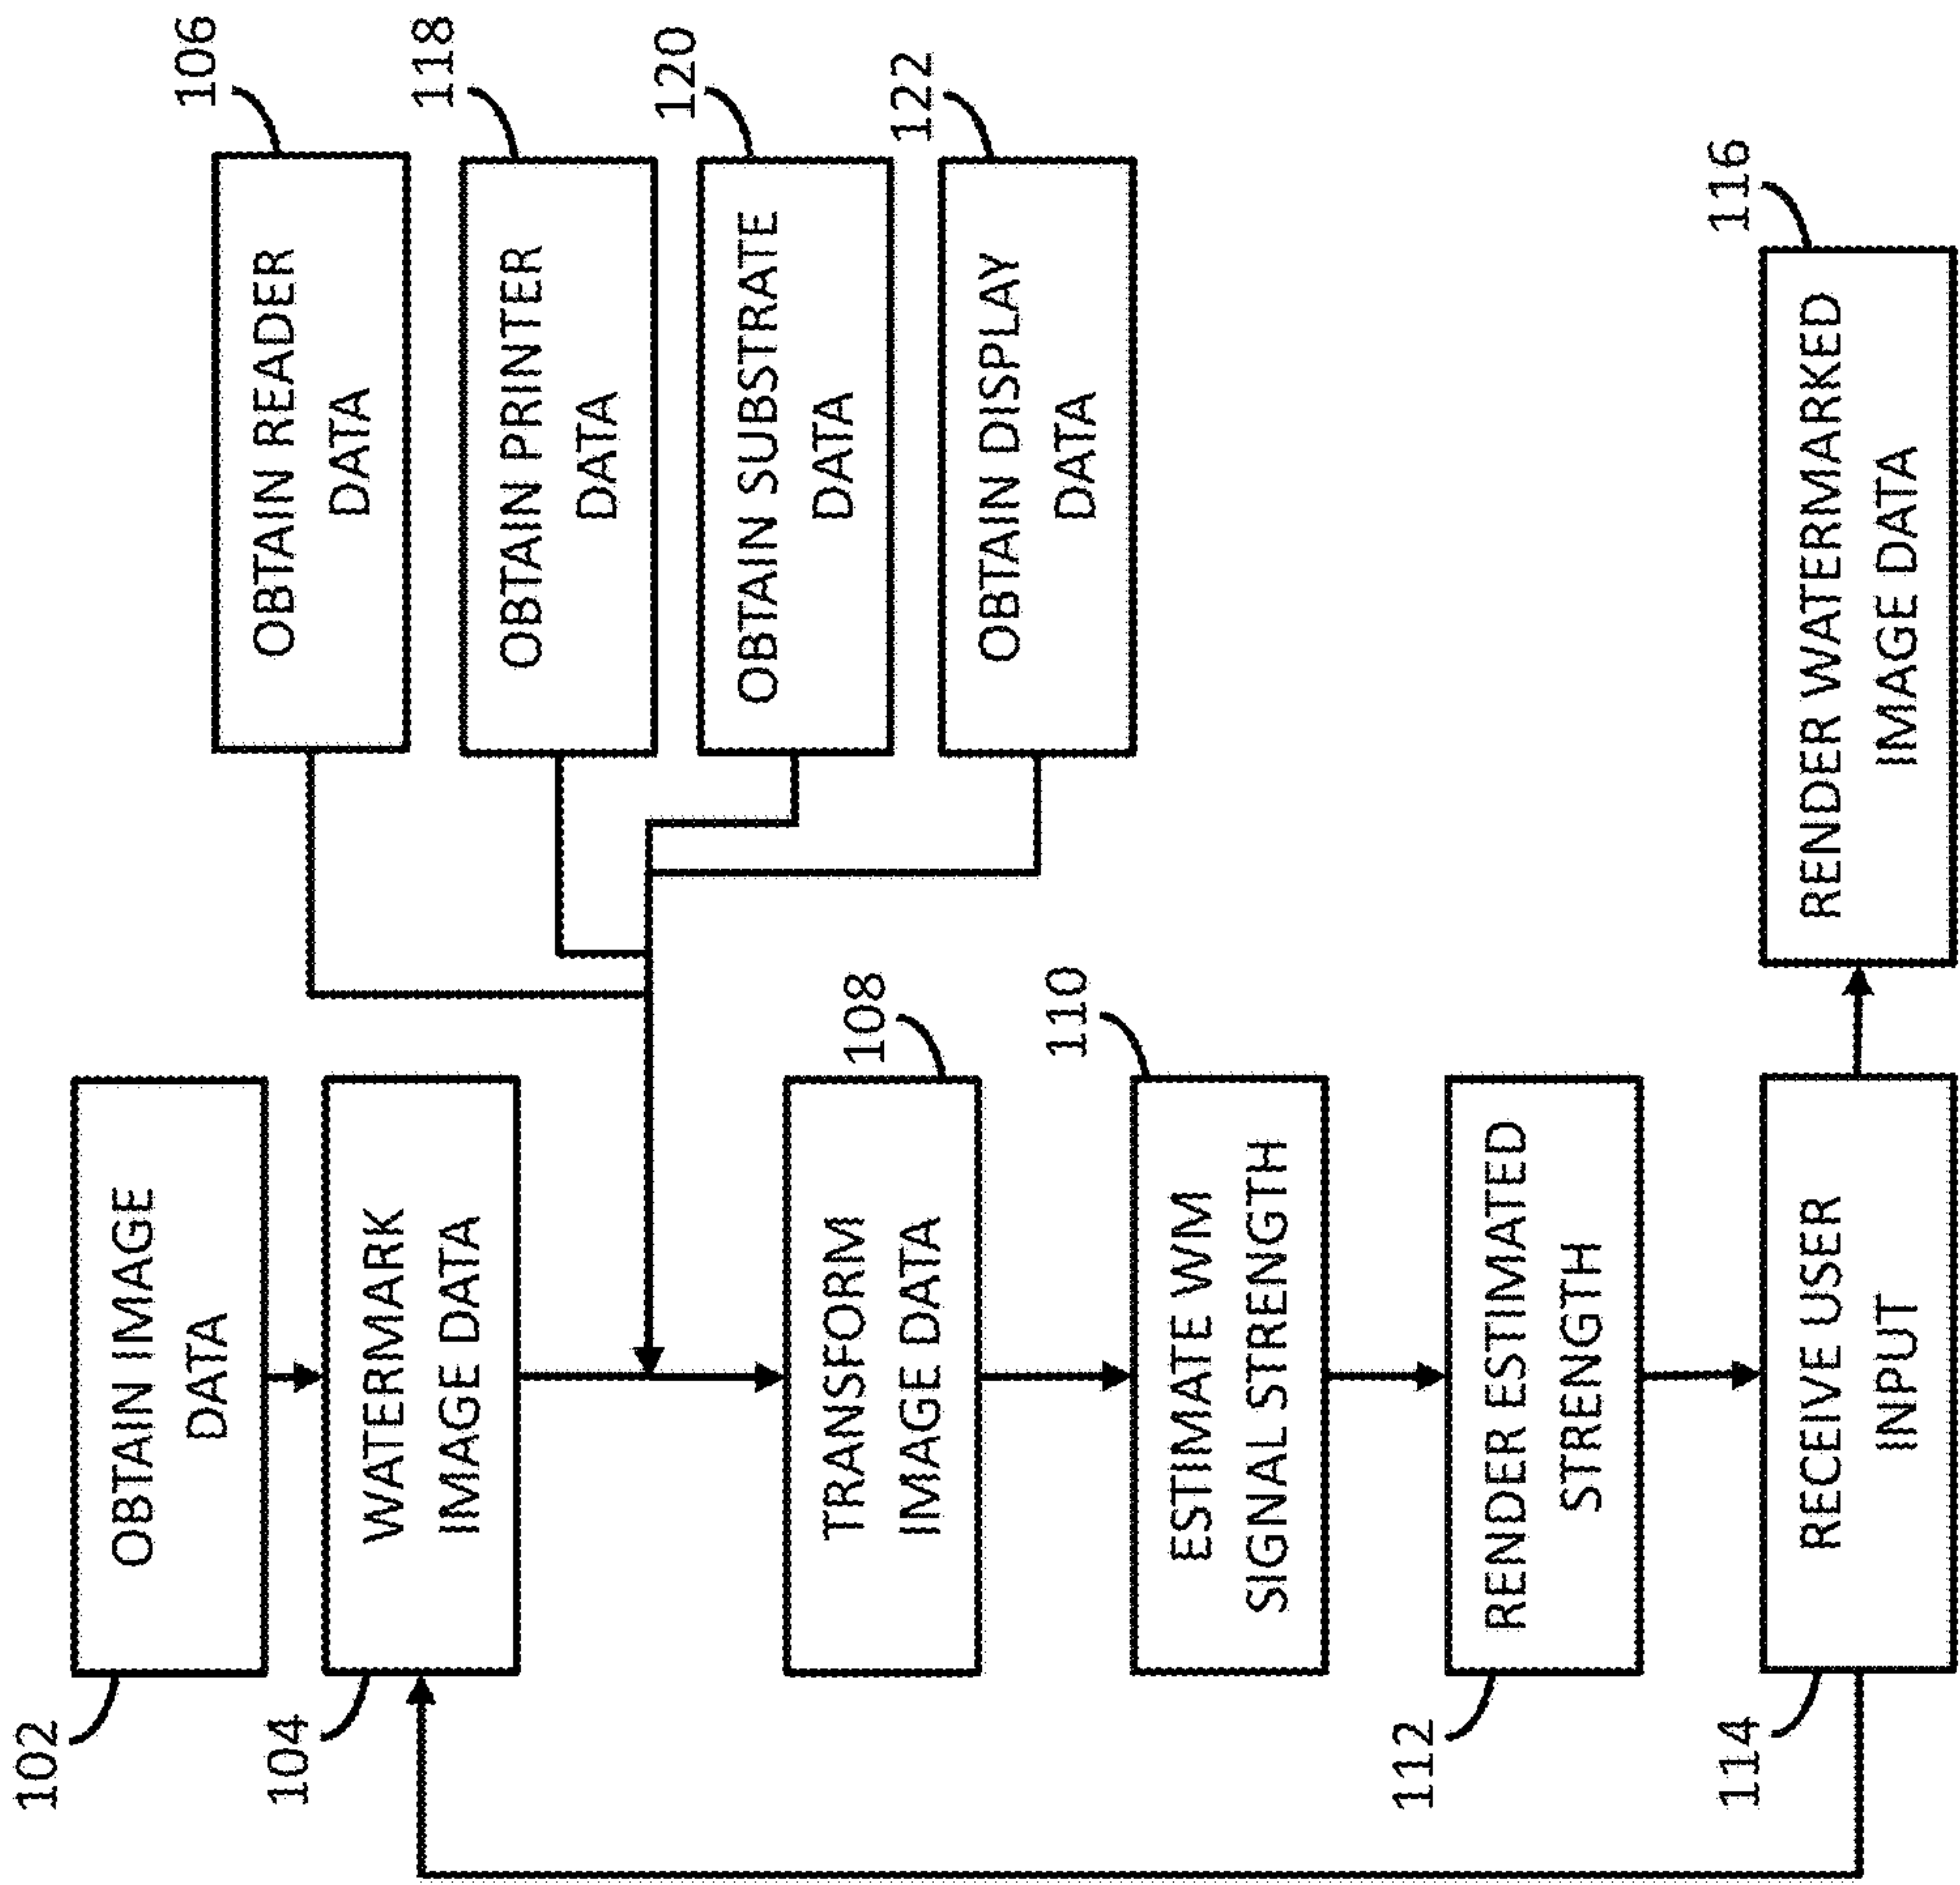 102
OBTAIN IMAGE
DATA
104
WATERMARK
IMAGE DATA
106
OBTAIN READER
DATA
118
OBTAIN PRINTER
DATA
120
OBTAIN SUBSTRATE
DATA
122
OBTAIN DISPLAY
DATA
108
TRANSFORM
IMAGE DATA
110
ESTIMATE WM
SIGNAL STRENGTH
112
RENDER ESTIMATED
STRENGTH
114
RECEIVE USER
INPUT
116
RENDER WATERMARKED
IMAGE DATA